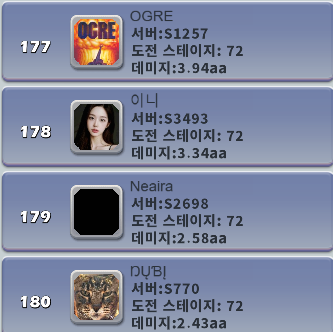 OGRE
177
OGRE
서버:S1257
도전 스테이지: 72
데미지:3.94aa
이니
178
서버:S3493
도전 스테이지: 72
데미지:3.34aa
Neaira
179
서버:S2698
도전 스테이지: 72
데미지:2.58aa
180
서버:S770
도전 스테이지: 72
데미지:2.43aa